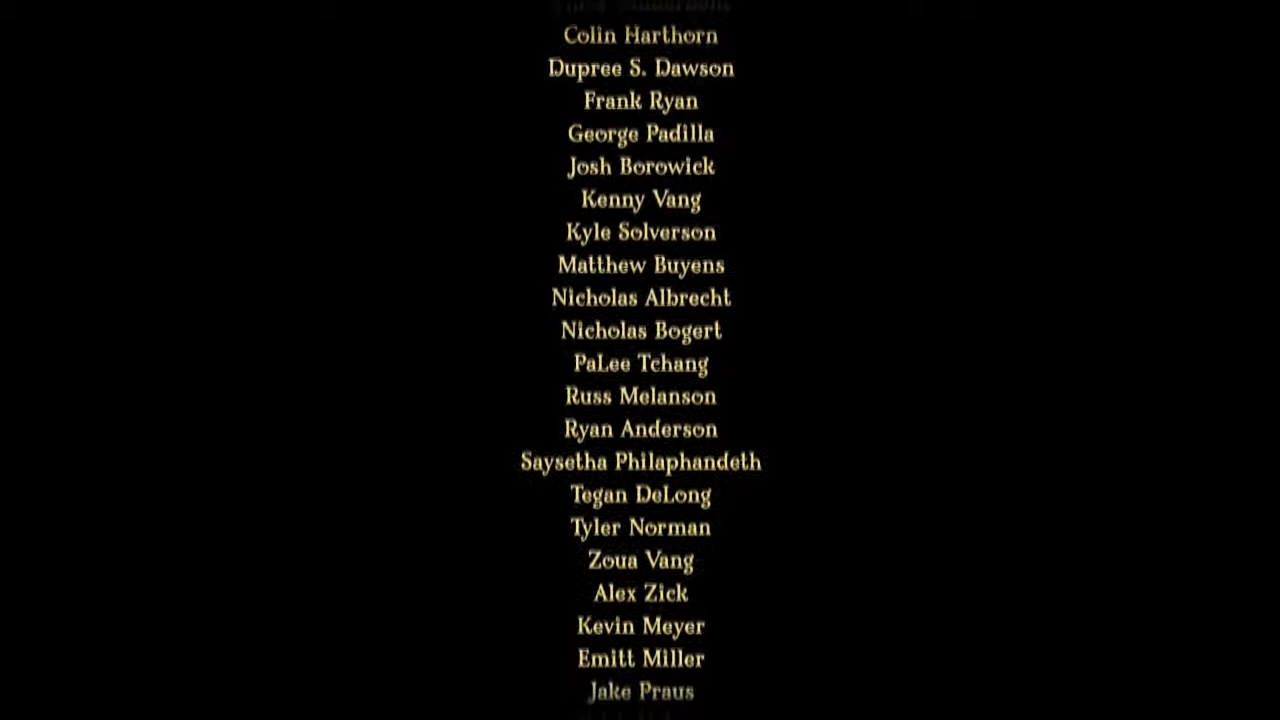 Colin Harthorn
Dupree S. Dawson
Frank Ryan
George Padilla
Josh Borowick
Kenny Vang
Kyle Solverson
Matthew Buyens
Nicholas Albrecht
Nicholas Bogert
PaLee Tchang
Russ Melanson
Ryan Anderson
Saysetha Philaphandeth
Tegan DeLong
Tyler Norman
Zoua Vang
Alex Zick
Kevin Meyer
Emitt Miller
Jake Praus